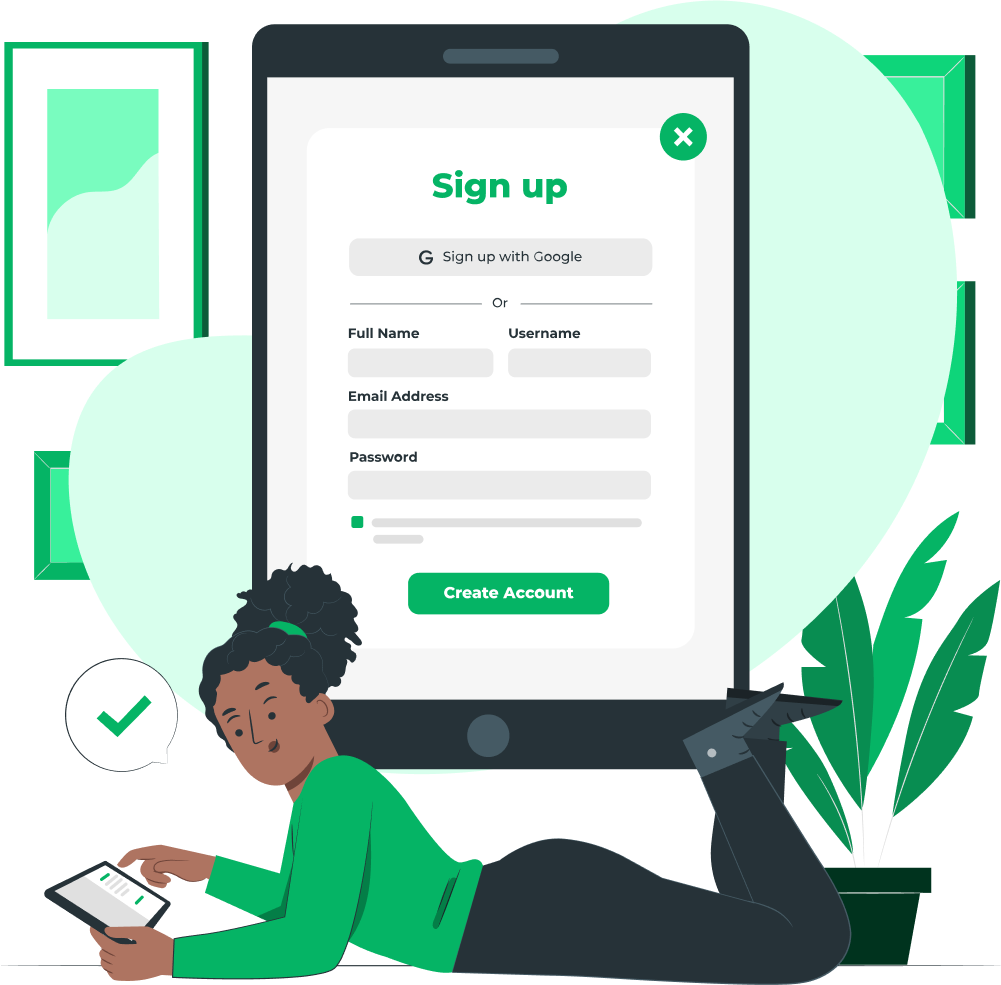 Sign up
G Sign up with Google
Or
Full Name Username
Email Address
Password
Create Account